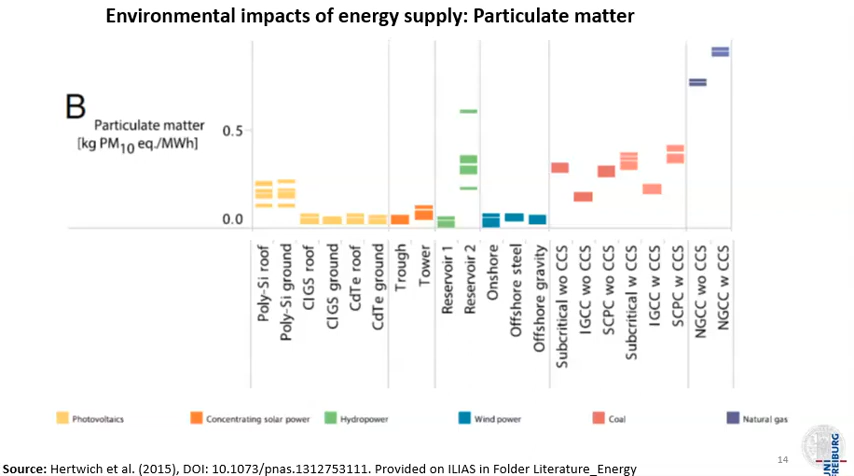 Environmental impacts of energy supply: Particulate matter
B
Particulate matter
[kg PM10 eq./MWh]
0.5
0.0
Poly-Si roof
Poly-Si ground
CIGS roof
CIGS ground
CdTe roof
CdTe ground
Trough
Tower
Reservoir 1
Reservoir 2
Onshore
Offshore steel
Offshore gravity
Subcritical wo CCS
IGCC wo CCS
SCPC wo CCS
Subcritical w CCS
IGCC w CCS
SCPC w CCS
NGCC wo CCS
NGCC w CCS
Photovoltaics
Concentrating solar power
Hydropower
Wind power
Coal
Natural gas
14
UNI
FREIBURG
Source: Hertwich et al. (2015), DOI: 10.1073/pnas.1312753111. Provided on ILIAS in Folder Literature_Energy